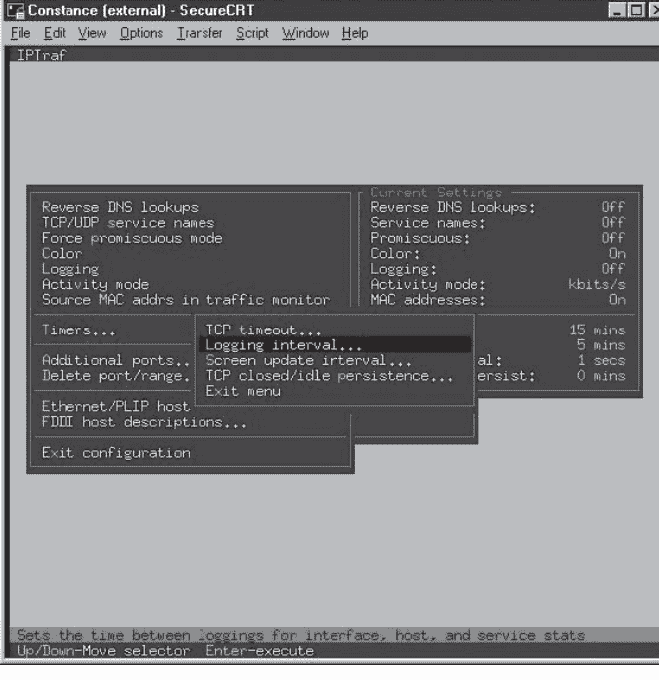 Constance (external) - SecureCRT
File Edit View Options Transfer Script Window Help
IPTraf
Reverse DNS lookups
TCP/UDP service names
Force promiscuous mode
Color
Logging
Activity mode
Source MAC addrs in traffic monitor
Timers...
Additional ports..
Delete port/range.
Ethernet/PLIP host
FDDI host descriptions...
Exit configuration
TCP timeout...
Logging interval...
Screen update interval...
TCP closed/idle persistence...
Exit menu
Current Settings
Reverse DNS lookups: Off
Service names: Off
Promiscuous: Off
Color: On
Logging: Off
Activity mode: kbits/s
MAC addresses: On
15 mins
5 mins
al: 1 secs
ersist: 0 mins
Sets the time between loggings for interface, host, and service stats
Up/Down-Move selector Enter-execute